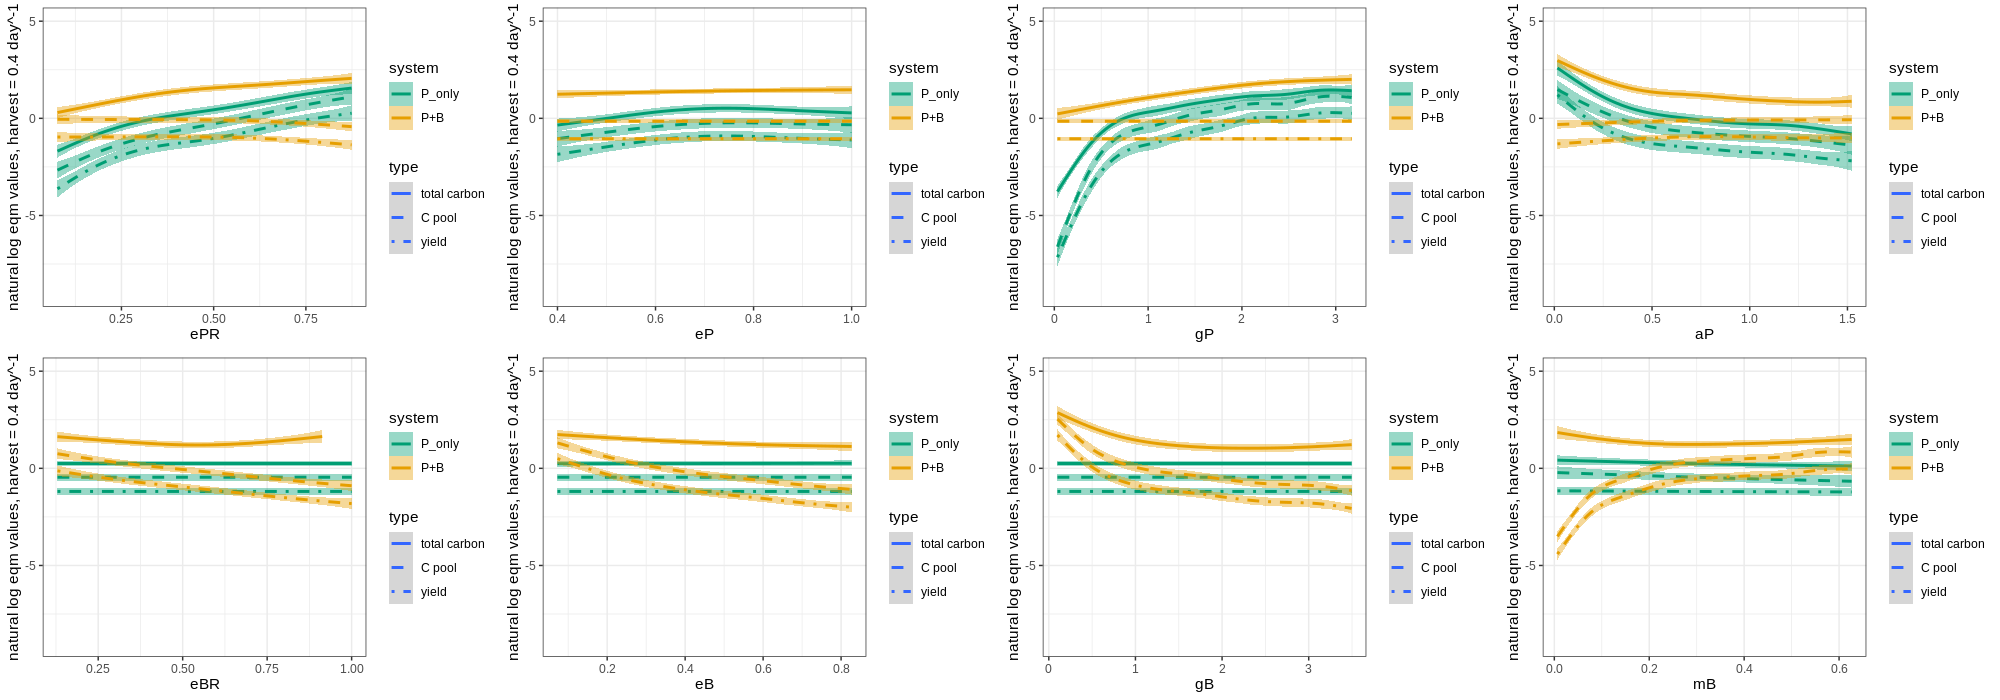 natural log eqm values, harvest = 0.4 day^-1
5
0
-5
0.25
0.50
0.75
ePR
system
P_only
P+B
type
total carbon
C pool
yield
natural log eqm values, harvest = 0.4 day^-1
5
0
-5
0.4
0.6
0.8
1.0
eP
system
P_only
P+B
type
total carbon
C pool
yield
natural log eqm values, harvest = 0.4 day^-1
5
0
-5
0
1
2
3
gP
system
P_only
P+B
type
total carbon
C pool
yield
natural log eqm values, harvest = 0.4 day^-1
5
0
-5
0.0
0.5
1.0
1.5
aP
system
P_only
P+B
type
total carbon
C pool
yield
natural log eqm values, harvest = 0.4 day^-1
5
0
-5
0.25
0.50
0.75
1.00
eBR
system
P_only
P+B
type
total carbon
C pool
yield
natural log eqm values, harvest = 0.4 day^-1
5
0
-5
0.2
0.4
0.6
0.8
eB
system
P_only
P+B
type
total carbon
C pool
yield
natural log eqm values, harvest = 0.4 day^-1
5
0
-5
0
1
2
3
gB
system
P_only
P+B
type
total carbon
C pool
yield
natural log eqm values, harvest = 0.4 day^-1
5
0
-5
0.0
0.2
0.4
0.6
mB
system
P_only
P+B
type
total carbon
C pool
yield